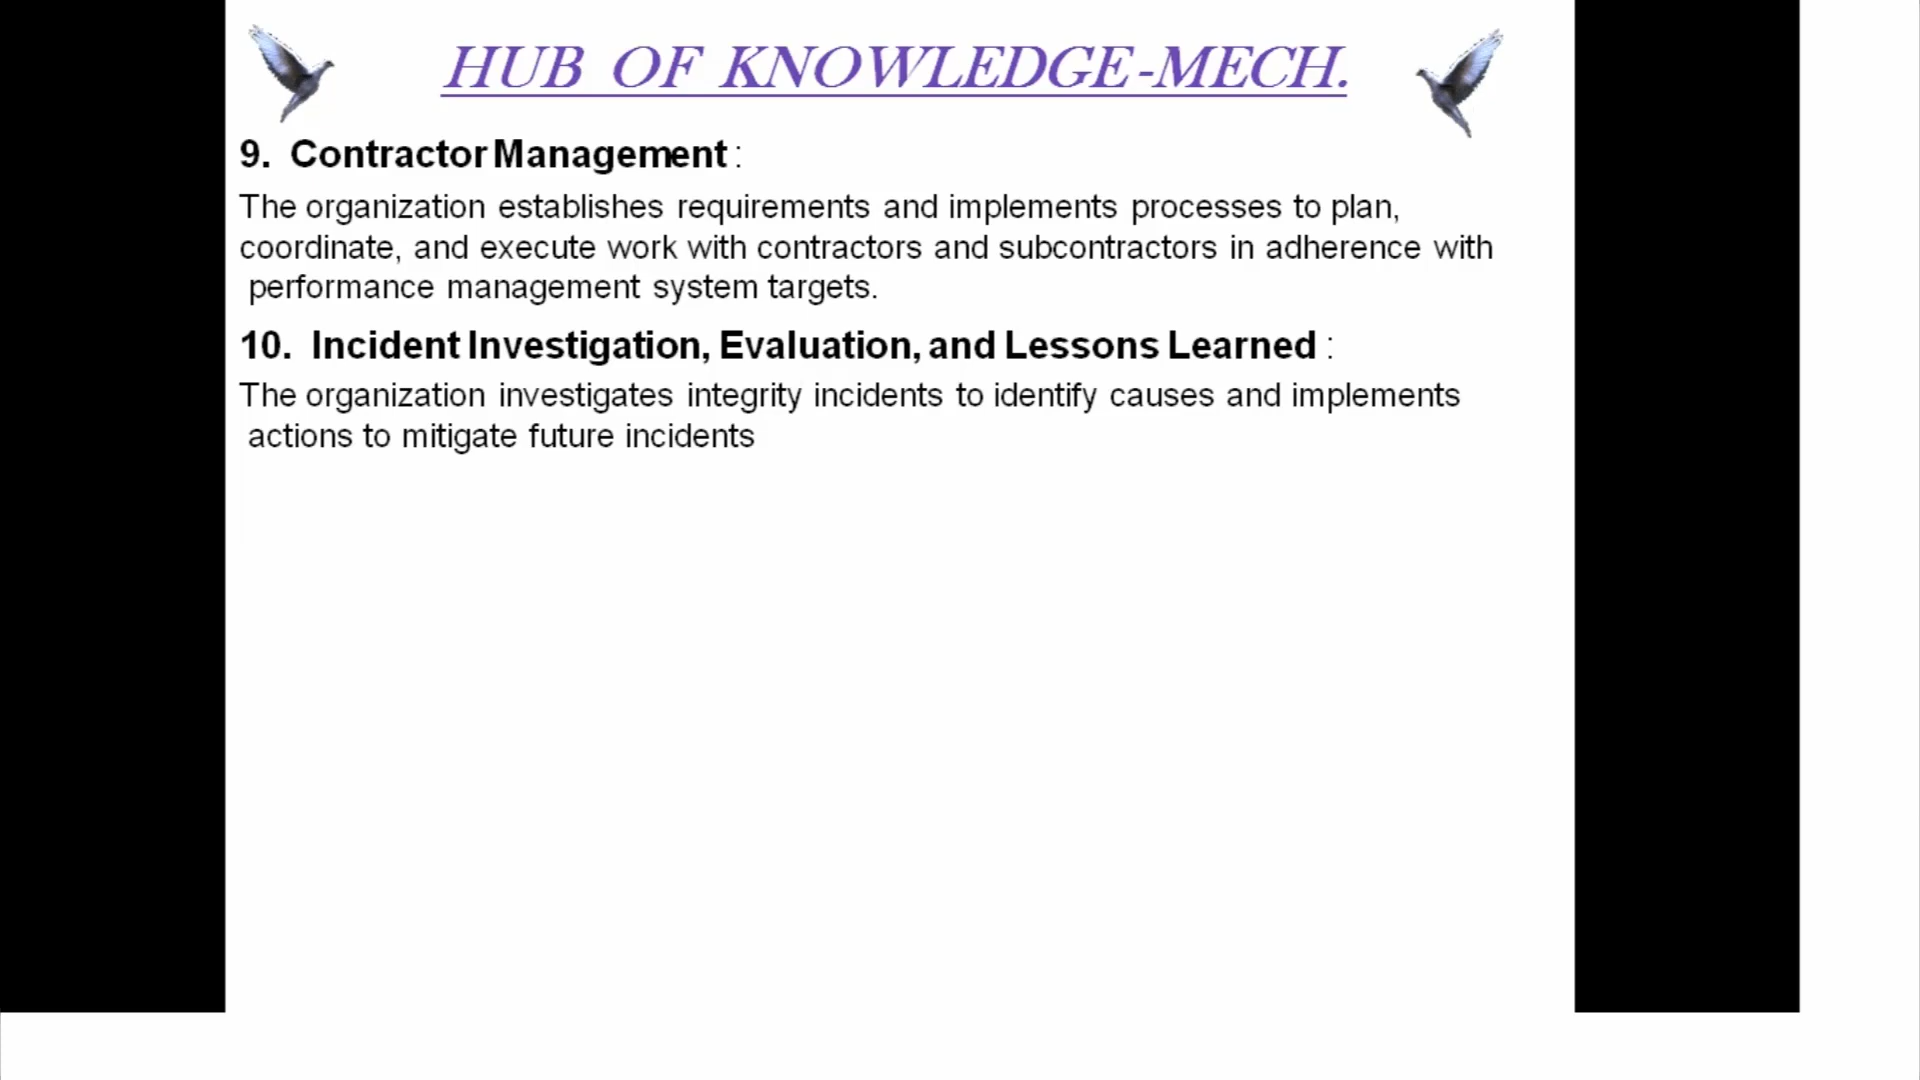 HUB OF KNOWLEDGE-MECH.
9. Contractor Management :
The organization establishes requirements and implements processes to plan,
coordinate, and execute work with contractors and subcontractors in adherence with
performance management system targets.
10. Incident Investigation, Evaluation, and Lessons Learned :
The organization investigates integrity incidents to identify causes and implements
actions to mitigate future incidents